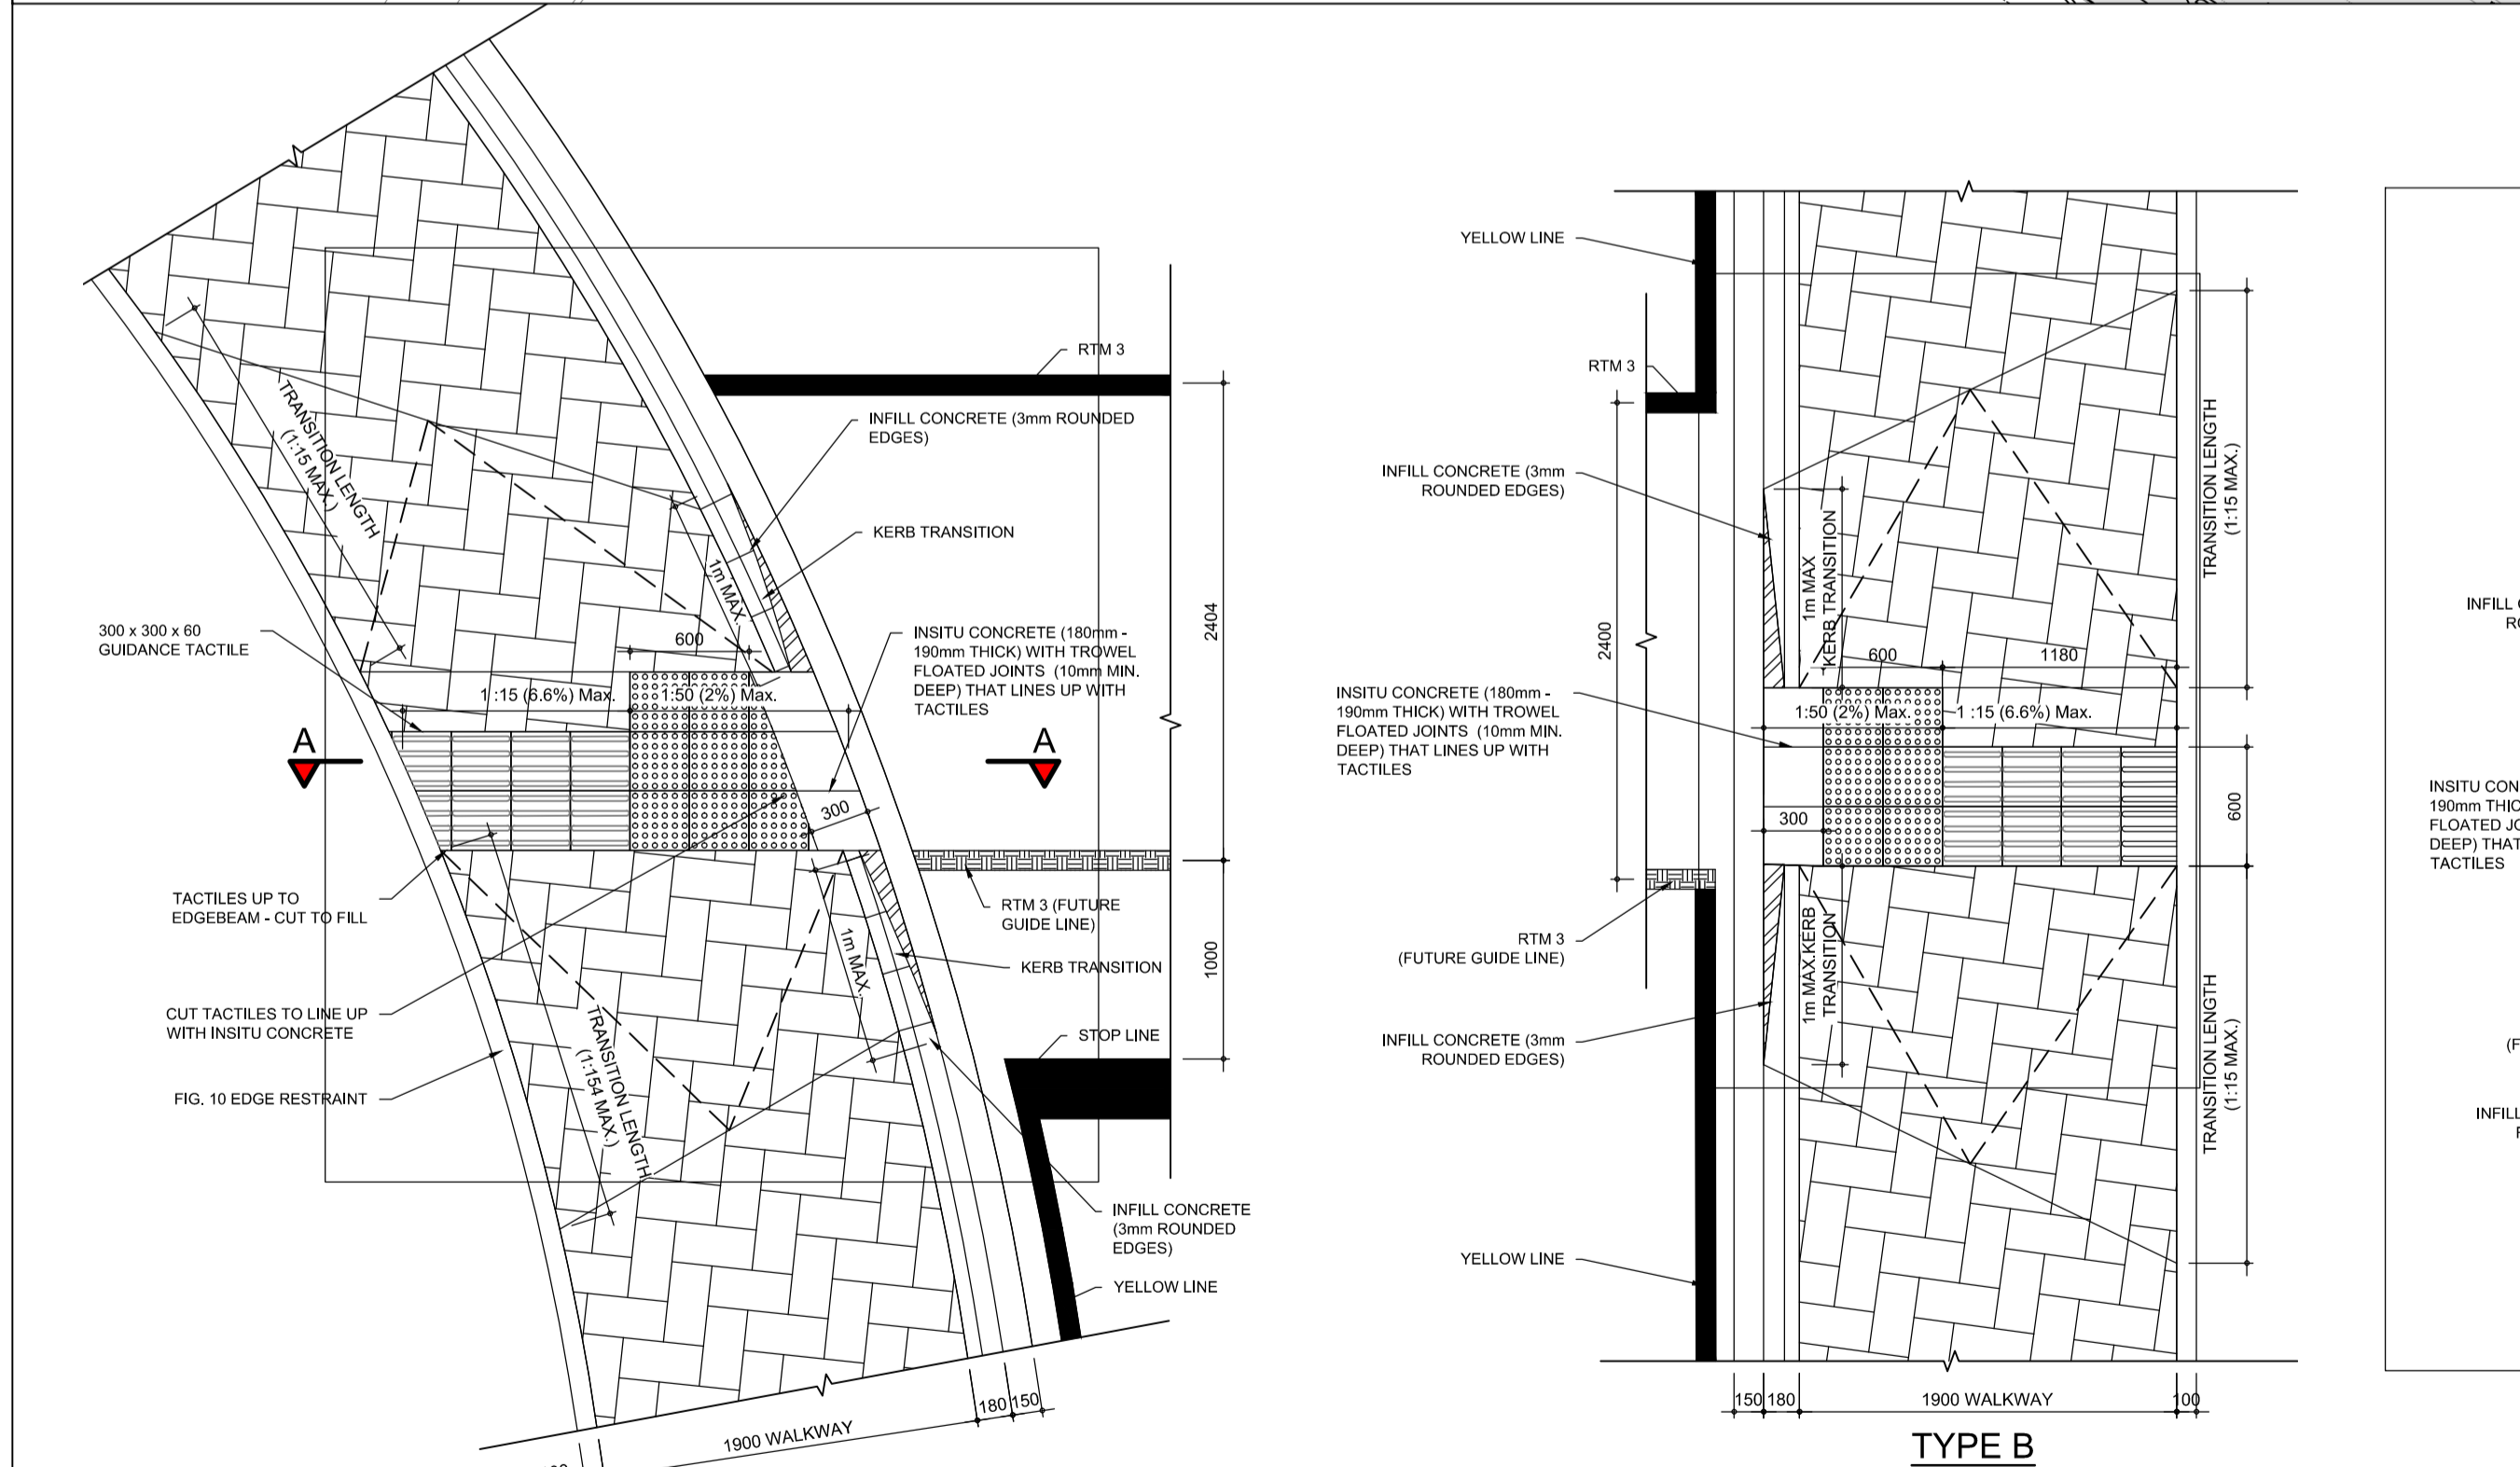 RTM 3
INFILL CONCRETE (3mm ROUNDED
EDGES)
KERB TRANSITION
TRANSITION LENGTH
(1:15 MAX.)
1m MAX.
300 x 300 x 60
GUIDANCE TACTILE
600
INSITU CONCRETE (180mm -
190mm THICK) WITH TROWEL
FLOATED JOINTS (10mm MIN.
DEEP) THAT LINES UP WITH
TACTILES
2404
1 :15 (6.6%) Max.
1:50 (2%) Max.
A
A
300
TACTILES UP TO
EDGEBEAM - CUT TO FILL
RTM 3 (FUTURE
GUIDE LINE)
1m MAX.
KERB TRANSITION
1000
CUT TACTILES TO LINE UP
WITH INSITU CONCRETE
STOP LINE
TRANSITION LENGTH
(1:154 MAX.)
FIG. 10 EDGE RESTRAINT
INFILL CONCRETE
(3mm ROUNDED
EDGES)
YELLOW LINE
180
150
1900 WALKWAY
YELLOW LINE
RTM 3
INFILL CONCRETE (3mm
ROUNDED EDGES)
TRANSITION LENGTH
(1:15 MAX.)
1m MAX
KERB TRANSITION
2400
600
1180
INSITU CONCRETE (180mm -
190mm THICK) WITH TROWEL
FLOATED JOINTS (10mm MIN.
DEEP) THAT LINES UP WITH
TACTILES
1:50 (2%) Max.
1 :15 (6.6%) Max.
300
600
RTM 3
(FUTURE GUIDE LINE)
1m MAX.KERB
TRANSITION
INFILL CONCRETE (3mm
ROUNDED EDGES)
TRANSITION LENGTH
(1:15 MAX.)
YELLOW LINE
150
180
1900 WALKWAY
100
TYPE B
INFILL
INSITU CON
190mm THIC
FLOATED JO
DEEP) THAT
TACTILES
(F
INFILL